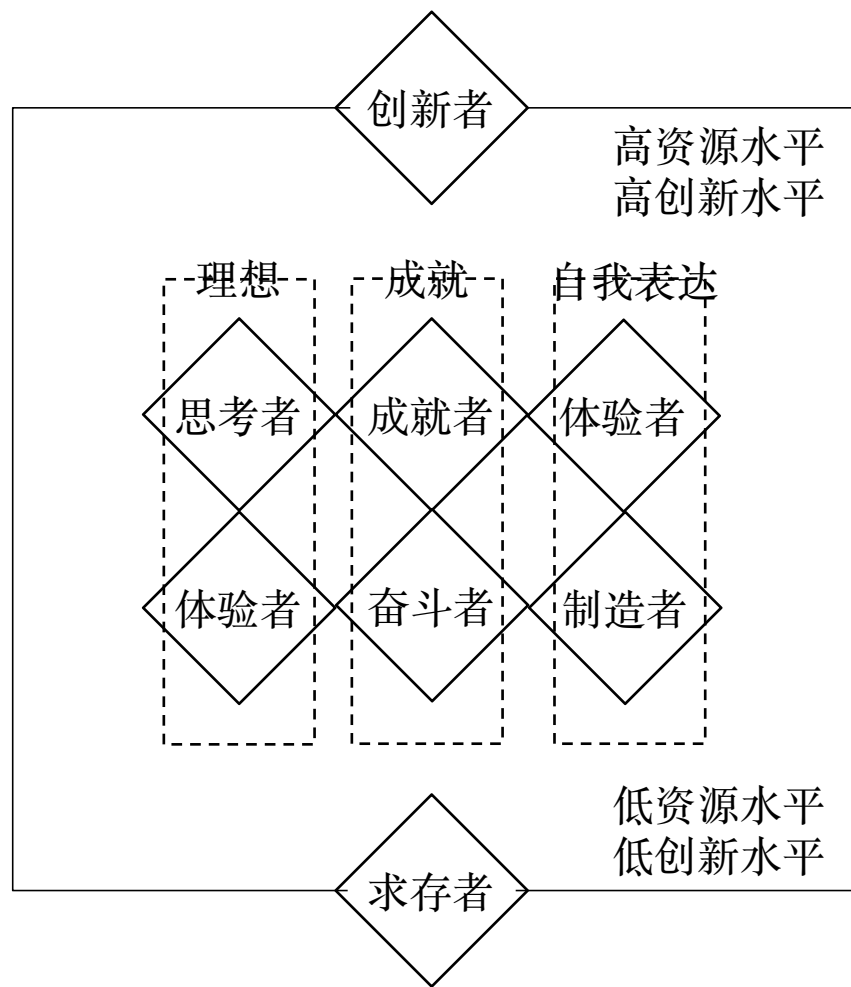 创新者
高资源水平
高创新水平
理想 成就 自我表达
思考者 成就者 体验者
体验者 奋斗者 制造者
低资源水平
低创新水平
求存者